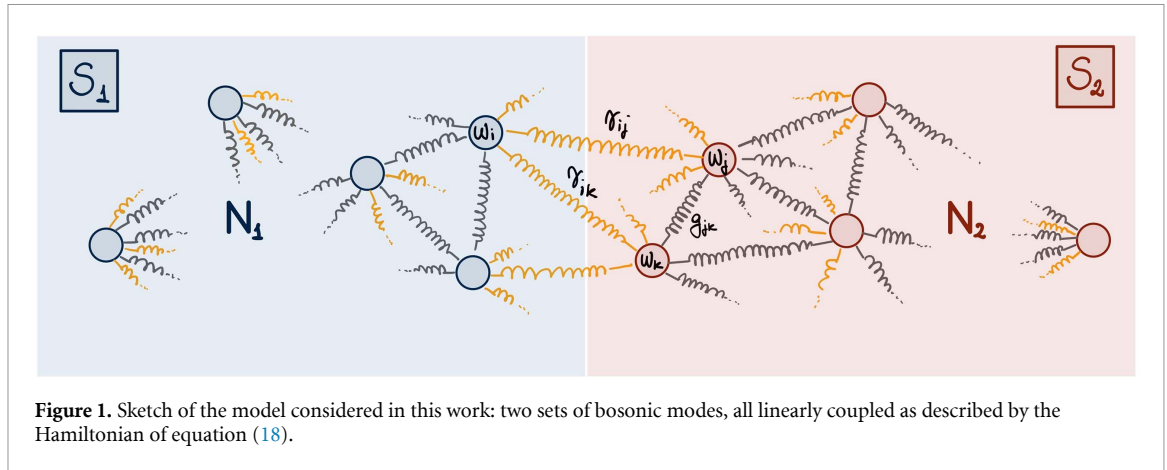 S₁
S₂
ωi
γij
ωj
γik
gjk
ωk
N₁
N₂
Figure 1. Sketch of the model considered in this work: two sets of bosonic modes, all linearly coupled as described by the
Hamiltonian of equation (18).